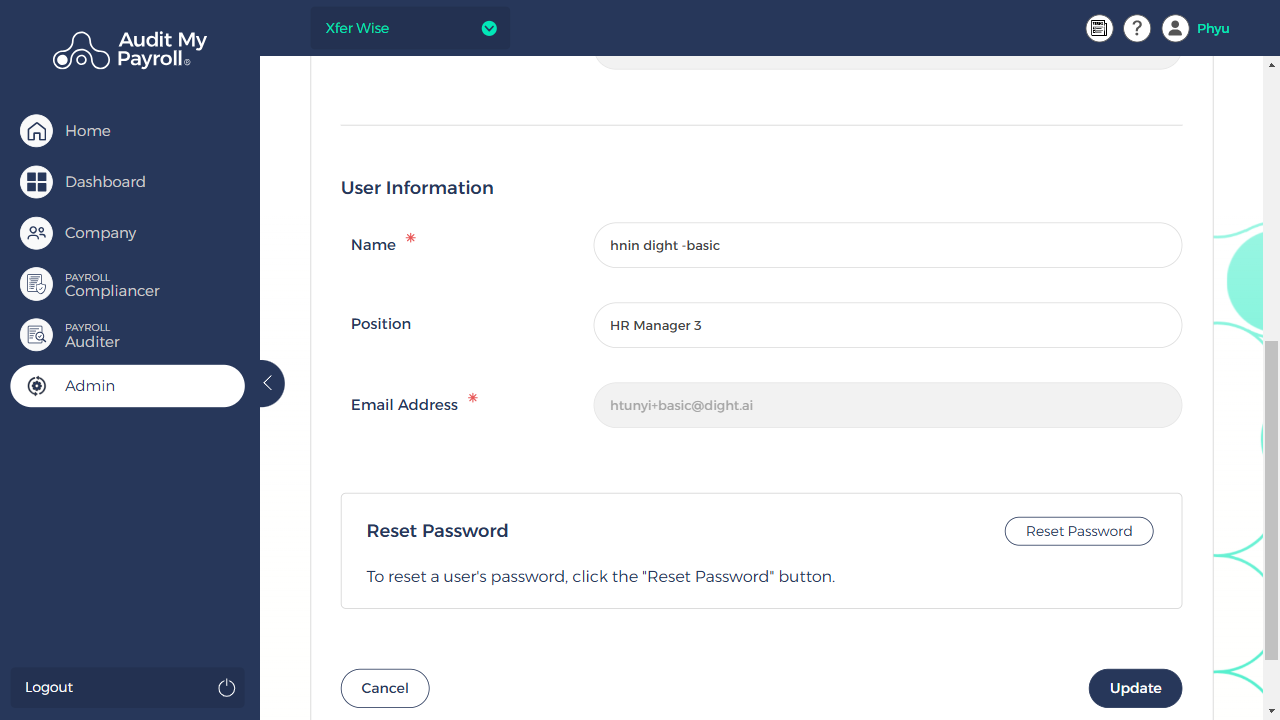 Audit My
Payroll®
Xfer Wise
?
Phyu
Home
Dashboard
Company
PAYROLL
Compliancer
PAYROLL
Auditer
Admin
Logout
User Information
Name *
hnin dight -basic
Position
HR Manager 3
Email Address *
htunyi+basic@dight.ai
Reset Password
Reset Password
To reset a user's password, click the "Reset Password" button.
Cancel
Update